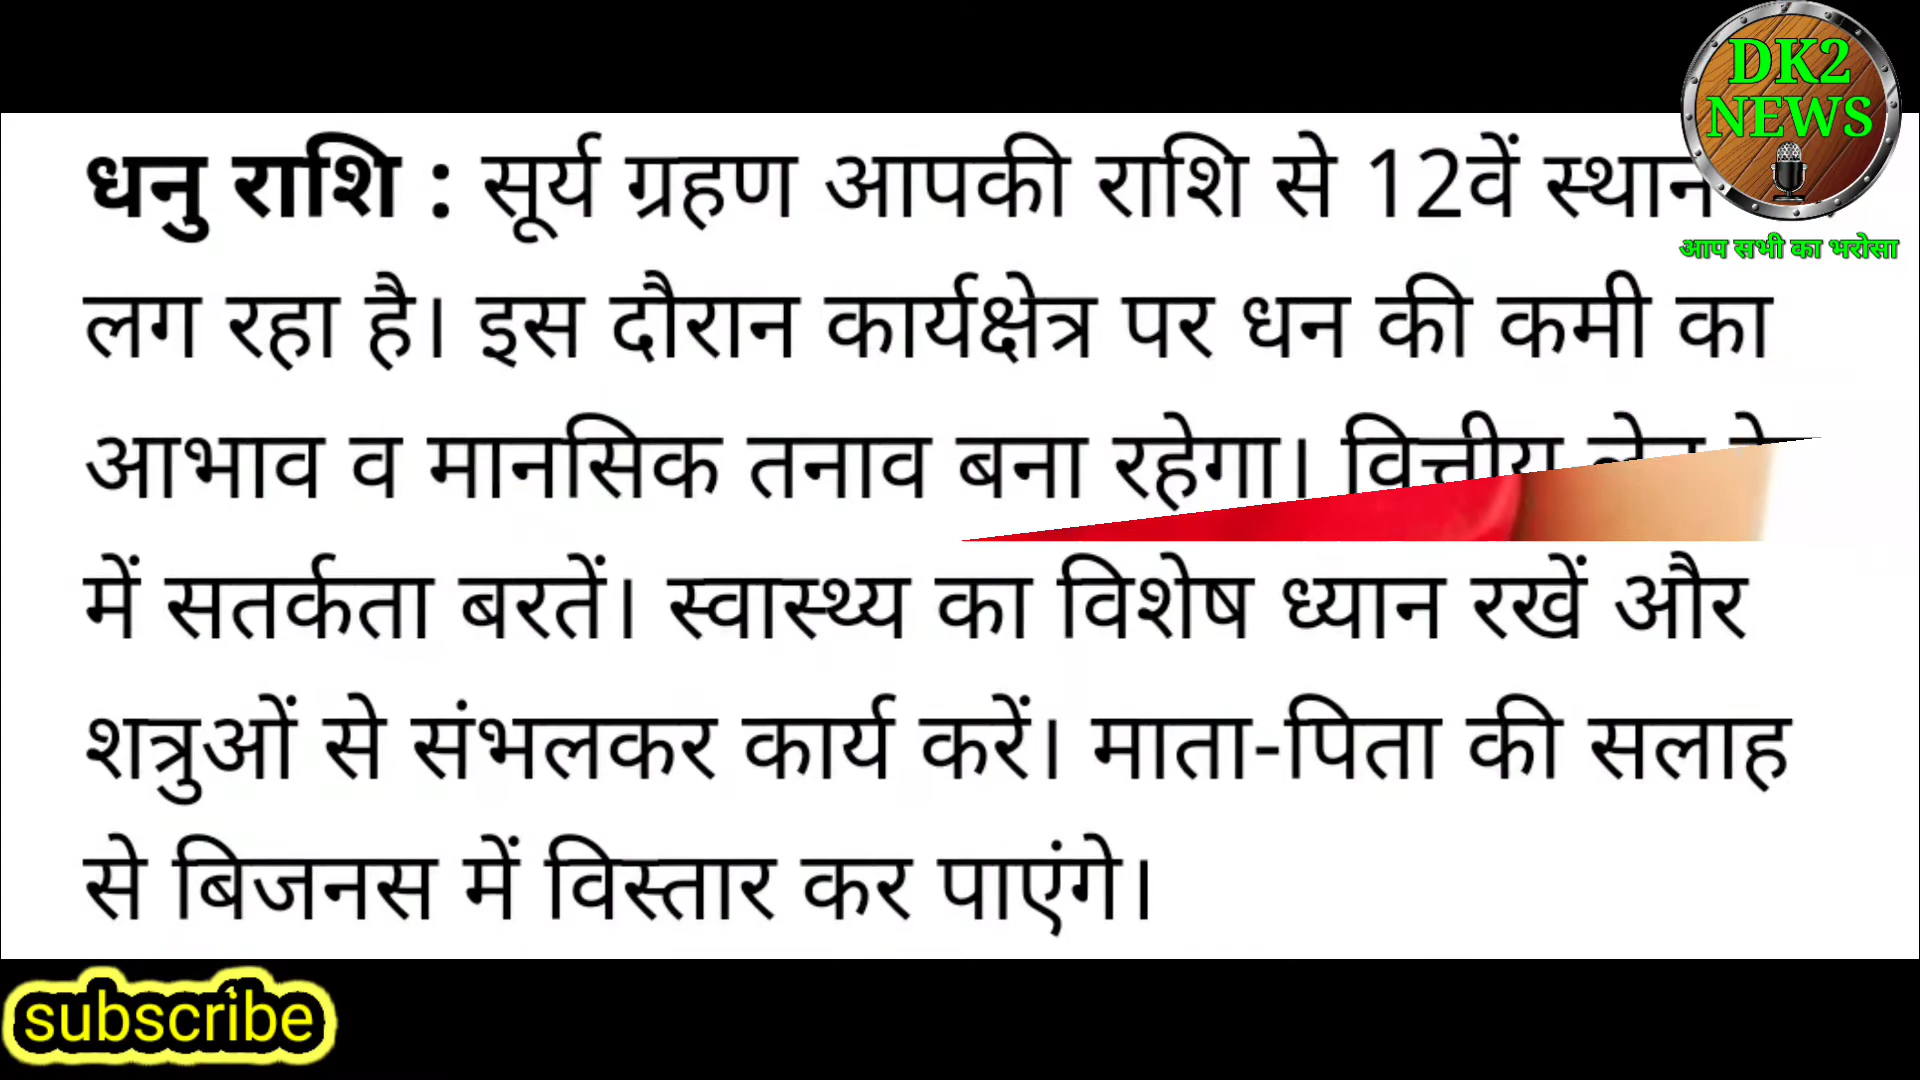 DK2
NEWS
आप सभी का भरोसा
धनु राशि : सूर्य ग्रहण आपकी राशि से 12वें स्थान
लग रहा है। इस दौरान कार्यक्षेत्र पर धन की कमी का
आभाव व मानसिक तनाव बना रहेगा। वित्तीय
में सतर्कता बरतें। स्वास्थ्य का विशेष ध्यान रखें और
शत्रुओं से संभलकर कार्य करें। माता-पिता की सलाह
से बिजनस में विस्तार कर पाएंगे।
subscribe